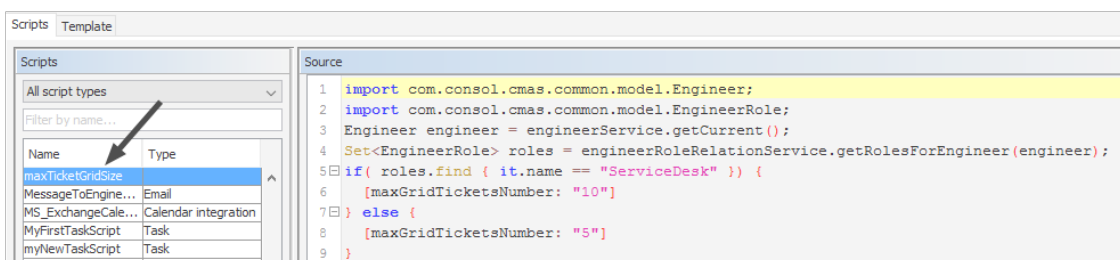 Scripts Template
Scripts
All script types
Filter by name...
Name Type
maxTicketGridSize
MessageToEngine... Email
MS_ExchangeCale... Calendar integration
MyFirstTaskScript Task
myNewTaskScript Task
Source
1 import com.consol.cmas.common.model.Engineer;
2 import com.consol.cmas.common.model.EngineerRole;
3 Engineer engineer = engineerService.getCurrent();
4 Set<EngineerRole> roles = engineerRoleRelationService.getRolesForEngineer(engineer);
5 if( roles.find { it.name == "ServiceDesk" }) {
6 [maxGridTicketsNumber: "10"]
7 } else {
8 [maxGridTicketsNumber: "5"]
9 }